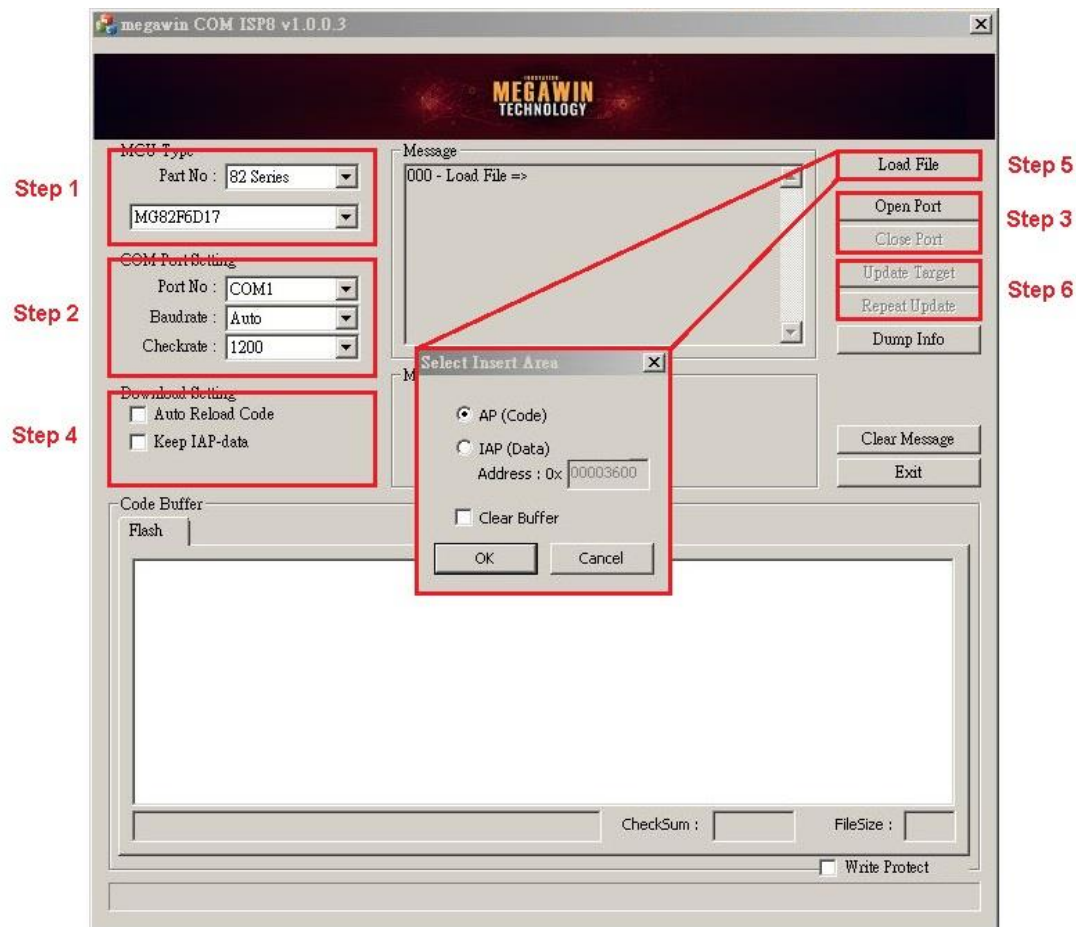 megawin COM ISP8 v1.0.0.3
INNOVATION
MEGAWIN
TECHNOLOGY
Step 1
MCU Type
Part No : 82 Series
MG82F6D17
Step 2
COM Port Setting
Port No : COM1
Baudrate : Auto
Checkrate : 1200
Step 4
Download Setting
Auto Reload Code
Keep IAP-data
Message
000 - Load File =>
M
Load File
Step 5
Open Port
Close Port
Step 3
Update Target
Repeat Update
Step 6
Dump Info
Clear Message
Exit
Select Insert Area
AP (Code)
IAP (Data)
Address : 0x 00003600
Clear Buffer
OK
Cancel
Code Buffer
Flash
CheckSum :
FileSize :
Write Protect